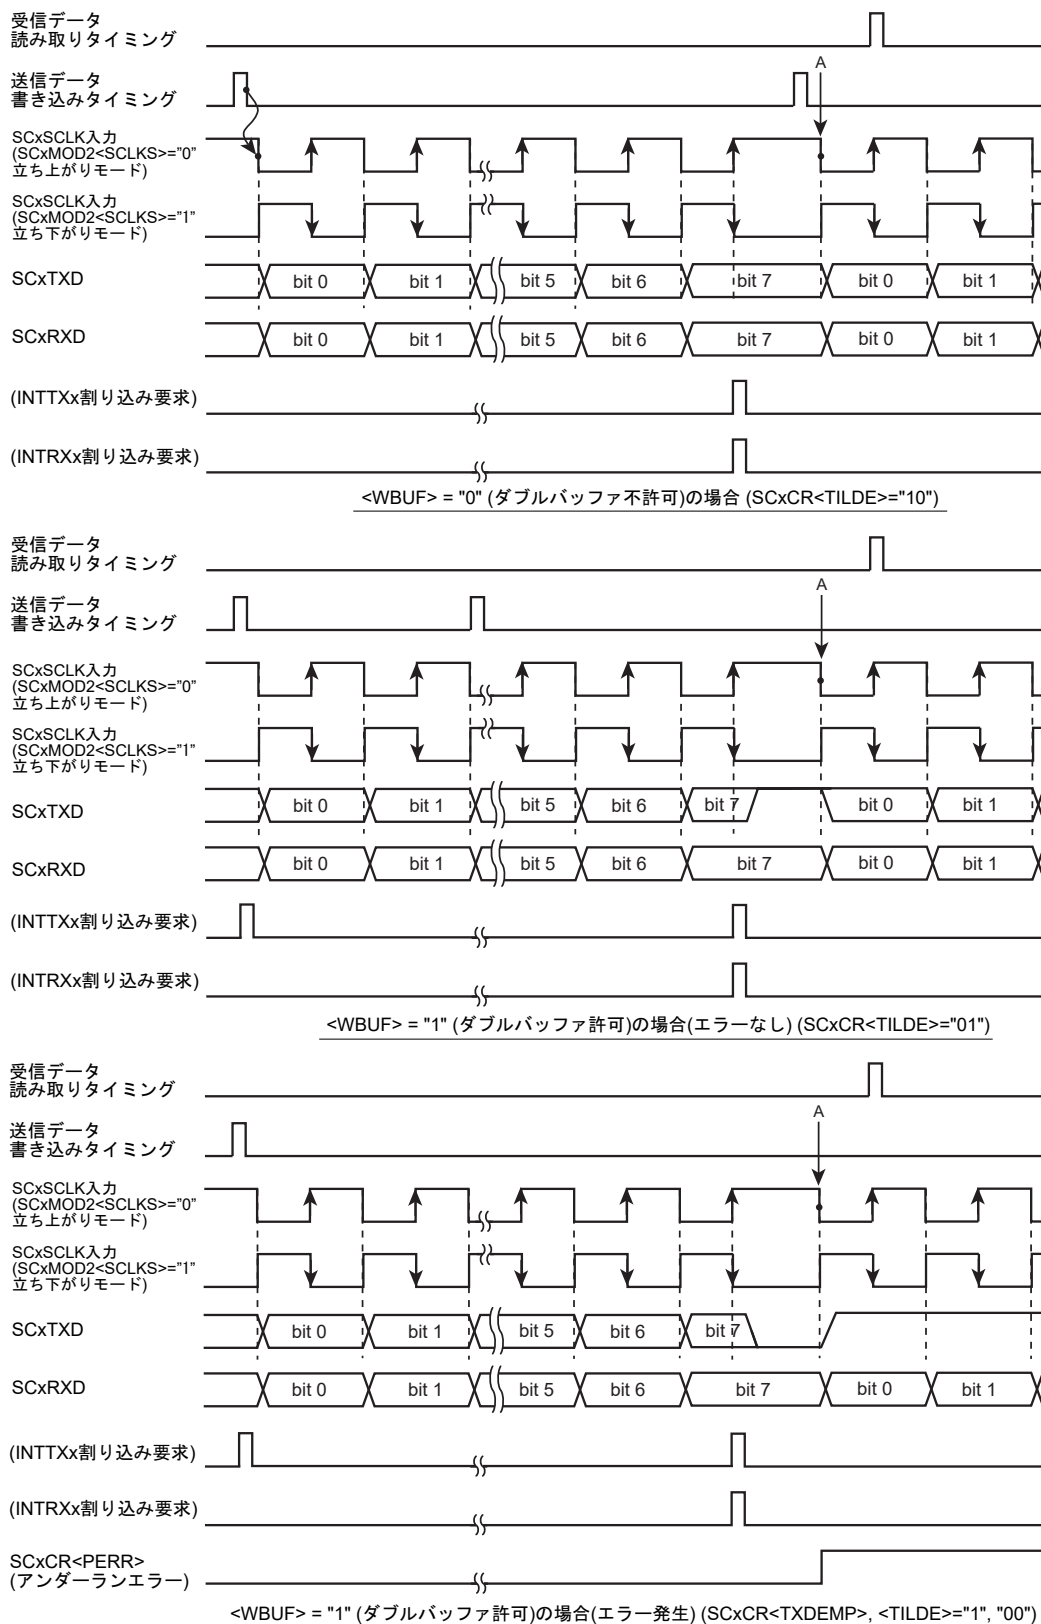 受信データ
読み取りタイミング
送信データ
書き込みタイミング
A
SCxSCLK入力
(SCxMOD2<SCLKS>="0"
立ち上がりモード)
SCxSCLK入力
(SCxMOD2<SCLKS>="1"
立ち下がりモード)
SCxTXD
bit 0 bit 1 bit 5 bit 6 bit 7 bit 0 bit 1
SCxRXD
bit 0 bit 1 bit 5 bit 6 bit 7 bit 0 bit 1
(INTTXx割り込み要求)
(INTRXx割り込み要求)
<WBUF> = "0" (ダブルバッファ不許可)の場合 (SCxCR<TILDE>="10")
受信データ
読み取りタイミング
送信データ
書き込みタイミング
A
SCxSCLK入力
(SCxMOD2<SCLKS>="0"
立ち上がりモード)
SCxSCLK入力
(SCxMOD2<SCLKS>="1"
立ち下がりモード)
SCxTXD
bit 0 bit 1 bit 5 bit 6 bit 7 bit 0 bit 1
SCxRXD
bit 0 bit 1 bit 5 bit 6 bit 7 bit 0 bit 1
(INTTXx割り込み要求)
(INTRXx割り込み要求)
<WBUF> = "1" (ダブルバッファ許可)の場合(エラーなし) (SCxCR<TILDE>="01")
受信データ
読み取りタイミング
送信データ
書き込みタイミング
A
SCxSCLK入力
(SCxMOD2<SCLKS>="0"
立ち上がりモード)
SCxSCLK入力
(SCxMOD2<SCLKS>="1"
立ち下がりモード)
SCxTXD
bit 0 bit 1 bit 5 bit 6 bit 7
SCxRXD
bit 0 bit 1 bit 5 bit 6 bit 7 bit 0 bit 1
(INTTXx割り込み要求)
(INTRXx割り込み要求)
SCxCR<PERR>
(アンダーランエラー)
<WBUF> = "1" (ダブルバッファ許可)の場合(エラー発生) (SCxCR<TXDEMP>, <TILDE>="1", "00")